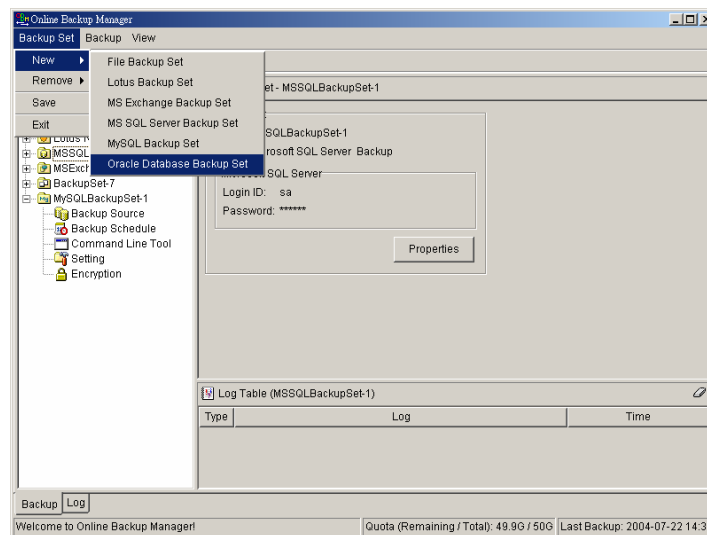 Online Backup Manager
Backup Set Backup View
New
Remove
Save
Exit
File Backup Set
Lotus Backup Set
MS Exchange Backup Set
MS SQL Server Backup Set
MySQL Backup Set
Oracle Database Backup Set
et - MSSQLBackupSet-1
SQLBackupSet-1
rosoft SQL Server Backup
Microsoft SQL Server
Login ID: sa
Password: ******
Properties
Lotus N
MSSQL
MSExch
BackupSet-7
MySQLBackupSet-1
Backup Source
Backup Schedule
Command Line Tool
Setting
Encryption
Log Table (MSSQLBackupSet-1)
Type Log Time
Backup Log
Welcome to Online Backup Manager! Quota (Remaining / Total): 49.9G / 50G Last Backup: 2004-07-22 14:3